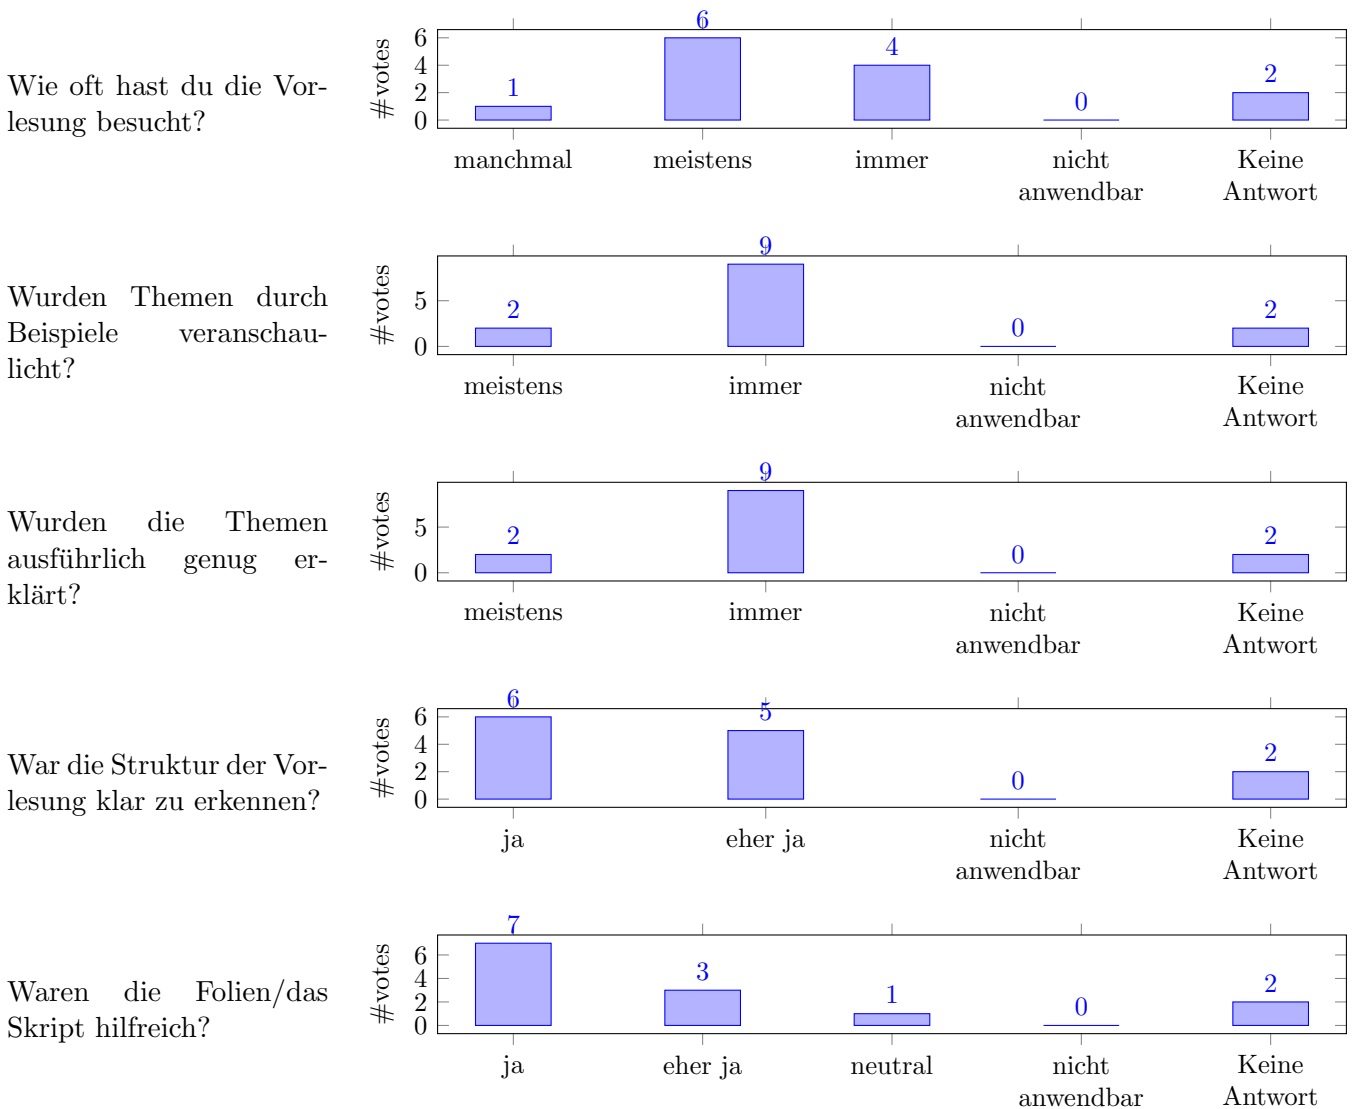 Wie oft hast du die Vor-
lesung besucht?
#votes
6
4
2
0
1
6
4
0
2
manchmal
meistens
immer
nicht
anwendbar
Keine
Antwort
Wurden Themen durch
Beispiele veranschau-
licht?
#votes
5
0
2
9
0
2
meistens
immer
nicht
anwendbar
Keine
Antwort
Wurden die Themen
ausführlich genug er-
klärt?
#votes
5
0
2
9
0
2
meistens
immer
nicht
anwendbar
Keine
Antwort
War die Struktur der Vor-
lesung klar zu erkennen?
#votes
6
4
2
0
6
5
0
2
ja
eher ja
nicht
anwendbar
Keine
Antwort
Waren die Folien/das
Skript hilfreich?
#votes
6
4
2
0
7
3
1
0
2
ja
eher ja
neutral
nicht
anwendbar
Keine
Antwort